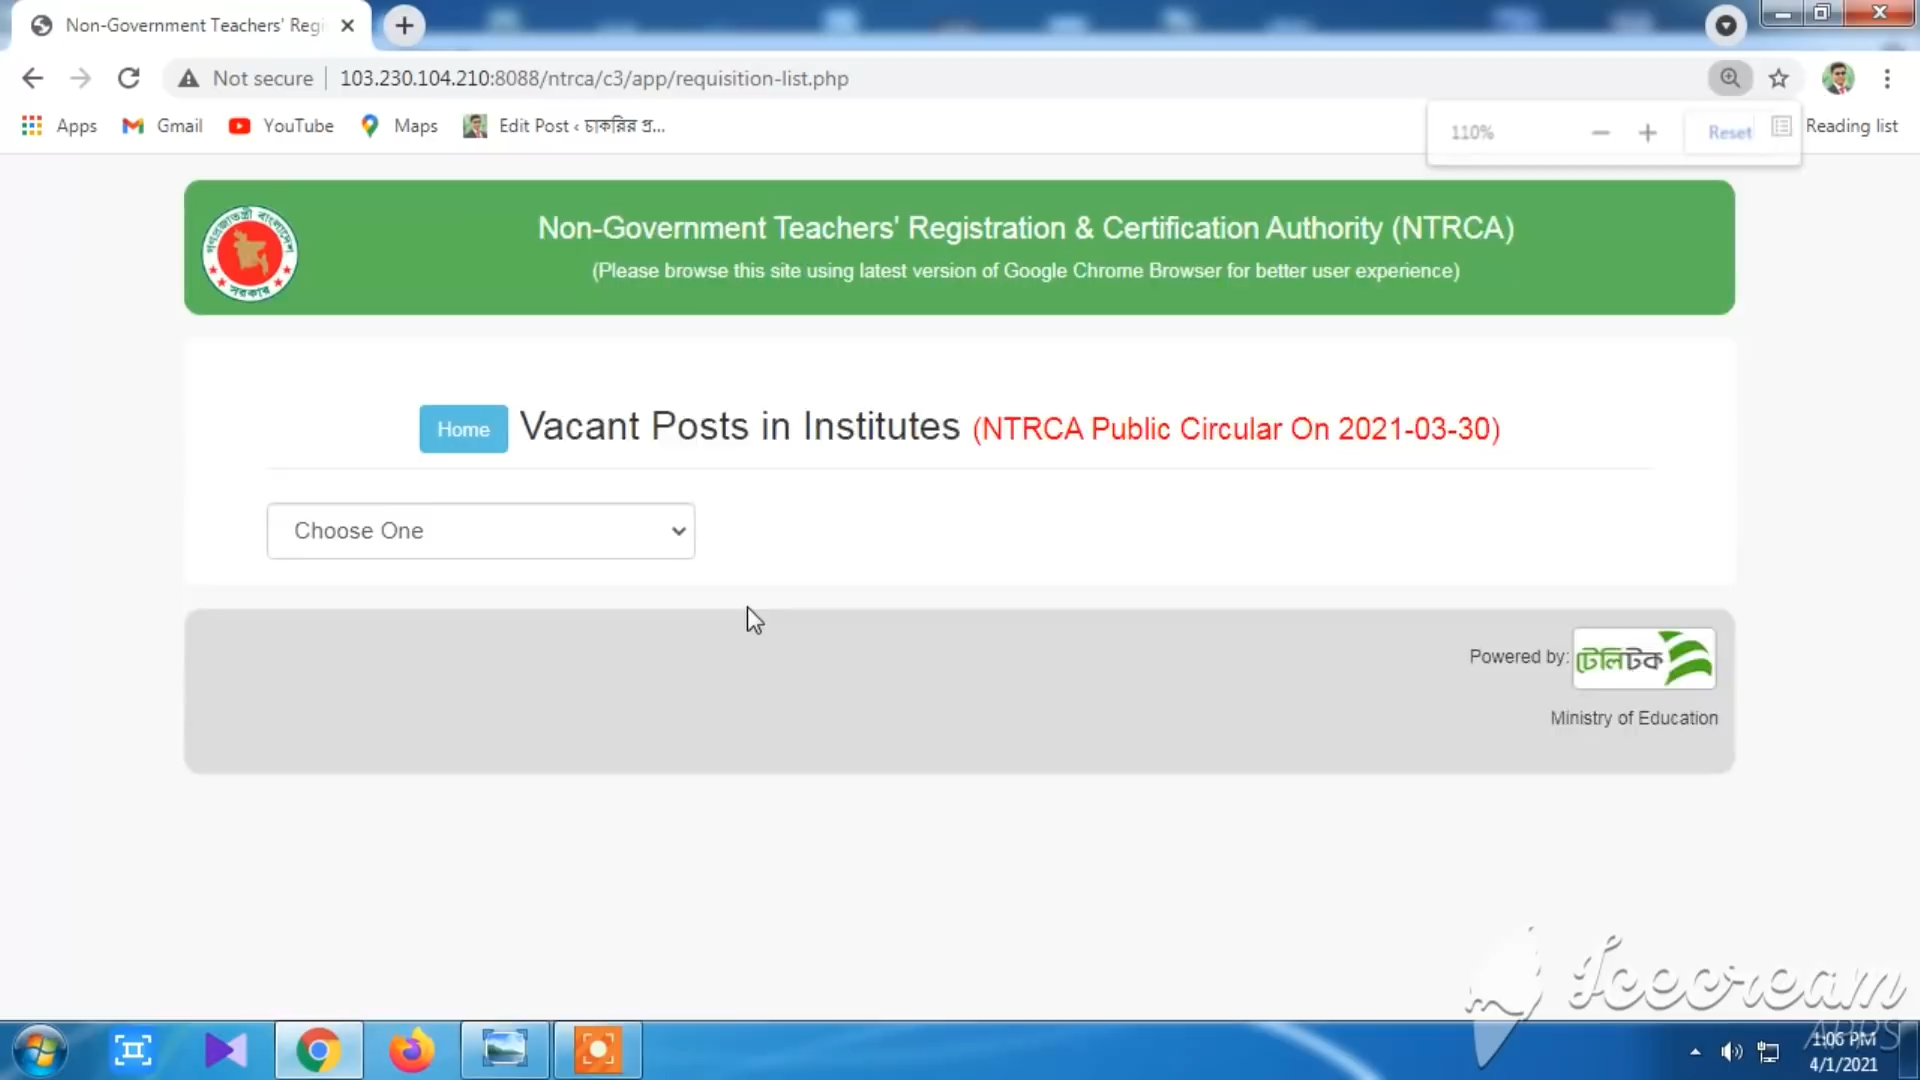 Non-Government Teachers' Regi
Not secure
103.230.104.210:8088/ntrca/c3/app/requisition-list.php
Apps
Gmail
YouTube
Maps
Edit Post ‹ চাকরির প্র...
110%
Reset
Reading list
গণপ্রজাতন্ত্রী বাংলাদেশ
সরকার
Non-Government Teachers' Registration & Certification Authority (NTRCA)
(Please browse this site using latest version of Google Chrome Browser for better user experience)
Home
Vacant Posts in Institutes (NTRCA Public Circular On 2021-03-30)
Choose One
Powered by:
টেলিটক
Ministry of Education
Icecream
APPS
1:06 PM
4/1/2021